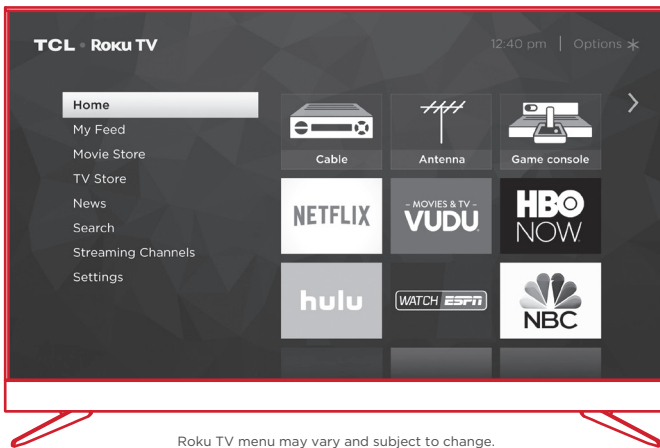 TCL • ROKU TV
12:40 pm | Options
Home
My Feed
Movie Store
TV Store
News
Search
Streaming Channels
Settings
Cable
Antenna
Game console
NETFLIX
- MOVIES & TV -
VUDU
HBO
NOW
hulu
WATCH ESPN
NBC
Roku TV menu may vary and subject to change.